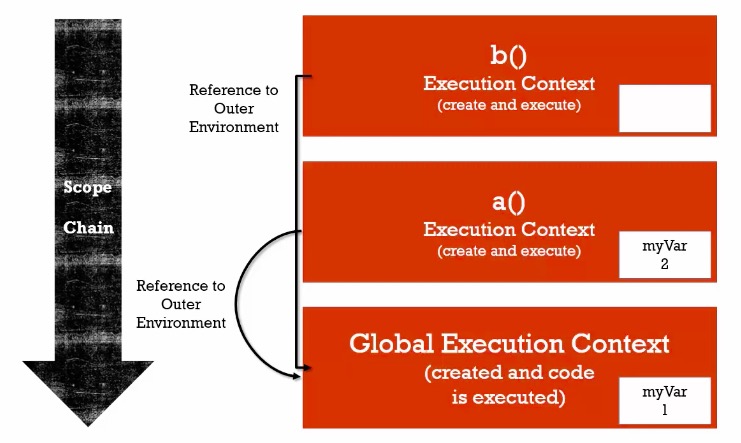 b()
Execution Context
(create and execute)
Reference to
Outer
Environment
Scope
Chain
a()
Execution Context
(create and execute)
myVar
2
Reference to
Outer
Environment
Global Execution Context
(created and code
is executed)
myVar
1